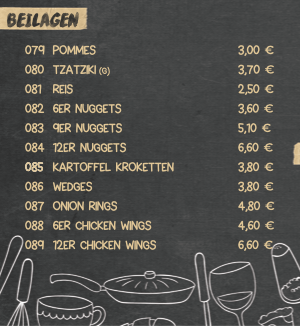 BEILAGEN
079 POMMES 3,00 €
080 TZATZIKI (G) 3,70 €
081 REIS 2,50 €
082 6ER NUGGETS 3,60 €
083 9ER NUGGETS 5,10 €
084 12ER NUGGETS 6,60 €
085 KARTOFFEL KROKETTEN 3,80 €
086 WEDGES 3,80 €
087 ONION RINGS 4,80 €
088 6ER CHICKEN WINGS 4,60 €
089 12ER CHICKEN WINGS 6,60 €